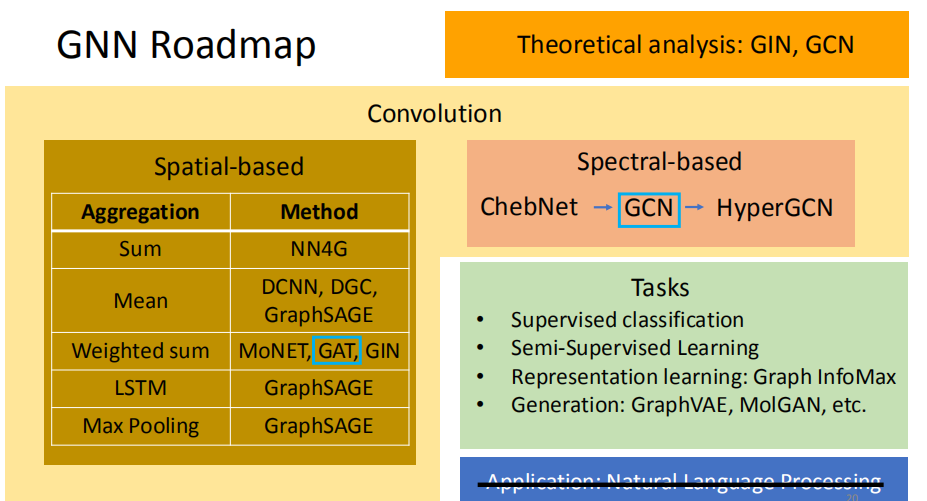 GNN Roadmap
Theoretical analysis: GIN, GCN
Convolution
Spatial-based
Aggregation Method
Sum NN4G
Mean DCNN, DGC,
GraphSAGE
Weighted sum MoNET, GAT, GIN
LSTM GraphSAGE
Max Pooling GraphSAGE
Spectral-based
ChebNet → GCN → HyperGCN
Tasks
• Supervised classification
• Semi-Supervised Learning
• Representation learning: Graph InfoMax
• Generation: GraphVAE, MolGAN, etc.
Application: Natural Language Processing
20